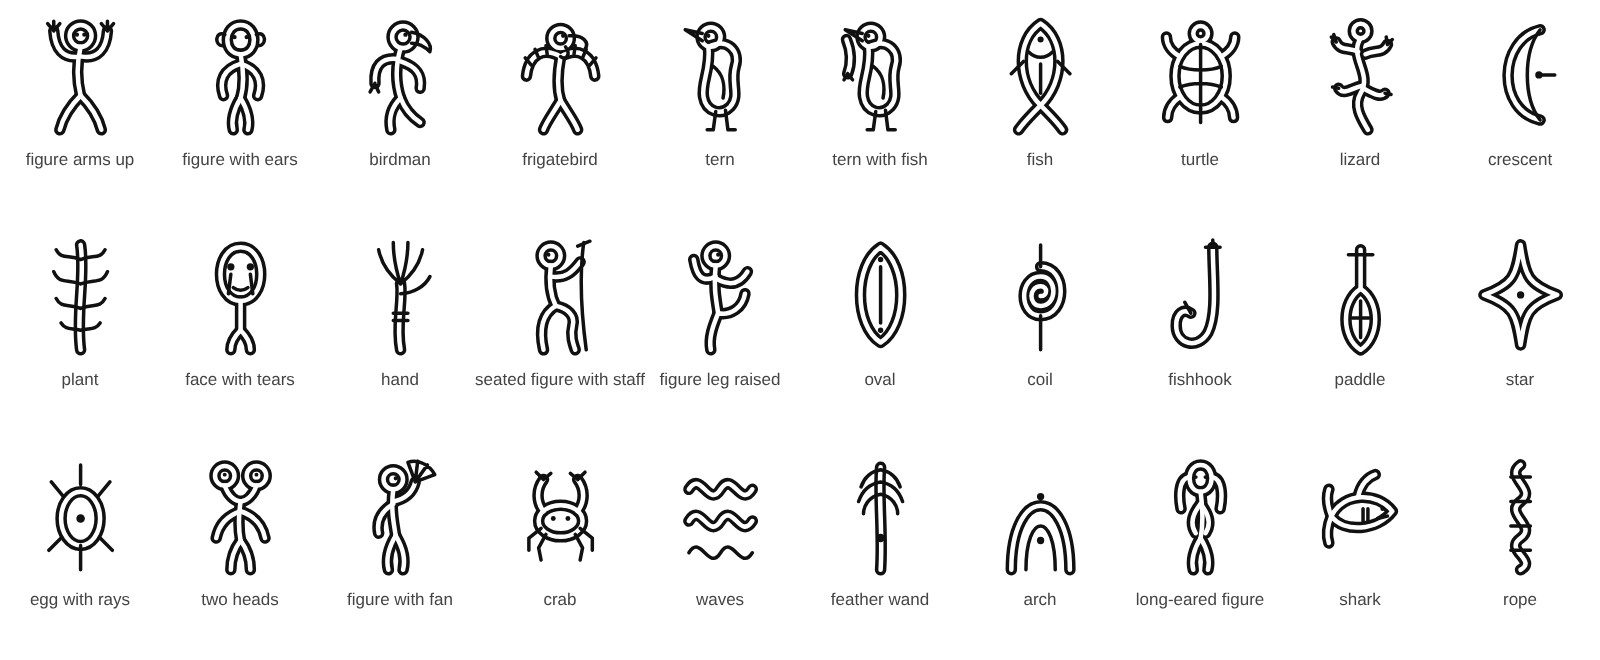 figure arms up figure with ears birdman frigatebird tern tern with fish fish turtle lizard crescent
plant face with tears hand seated figure with staff figure leg raised oval coil fishhook paddle star
egg with rays two heads figure with fan crab waves feather wand arch long-eared figure shark rope